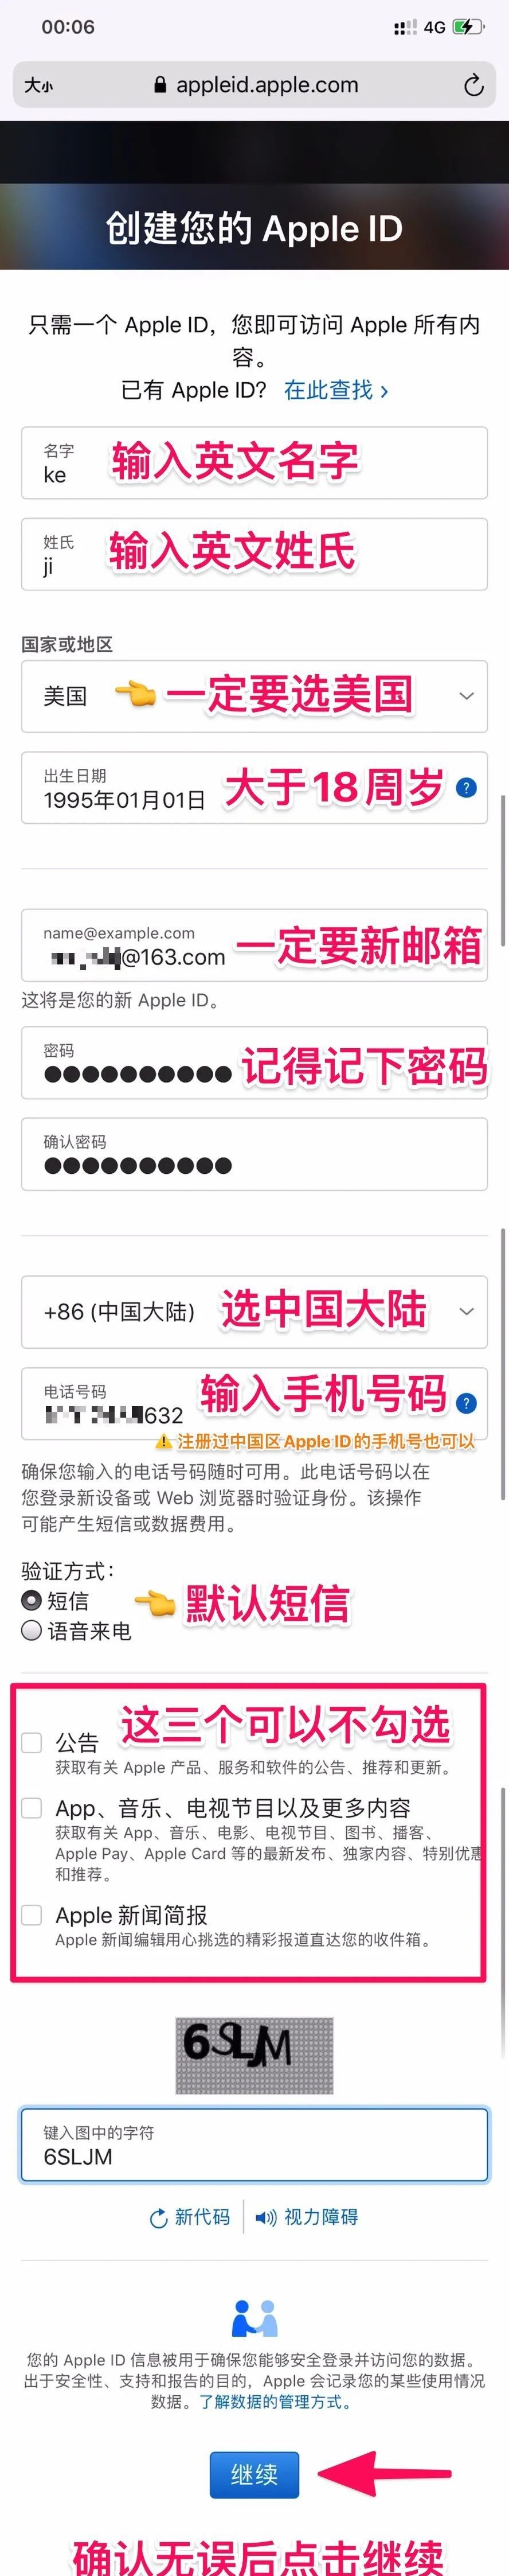 00:06
4G
大小
appleid.apple.com
创建您的 Apple ID
只需一个 Apple ID，您即可访问 Apple 所有内
容。
已有 Apple ID? 在此查找 ›
名字
ke
输入英文名字
姓氏
ji
输入英文姓氏
国家或地区
美国
👈一定要选美国
出生日期
1995年01月01日
大于18周岁
?
name@example.com
@163.com
一定要新邮箱
这将是您的新 Apple ID。
密码
●●●●●●●●●●
记得记下密码
确认密码
●●●●●●●●●●
+86 (中国大陆)
选中国大陆
电话号码
632
输入手机号码
?
⚠️注册过中国区Apple ID的手机号也可以
确保您输入的电话号码随时可用。此电话号码以在
您登录新设备或 Web 浏览器时验证身份。该操作
可能产生短信或数据费用。
验证方式：
短信
👈默认短信
语音来电
这三个可以不勾选
公告
获取有关 Apple 产品、服务和软件的公告、推荐和更新。
App、音乐、电视节目以及更多内容
获取有关 App、音乐、电影、电视节目、图书、播客、
Apple Pay、Apple Card 等的最新发布、独家内容、特别优惠
和推荐。
Apple 新闻简报
Apple 新闻编辑用心挑选的精彩报道直达您的收件箱。
6SLJM
键入图中的字符
6SLJM
新代码
视力障碍
您的 Apple ID 信息被用于确保您能够安全登录并访问您的数据。
出于安全性、支持和报告的目的，Apple 会记录您的某些使用情况
数据。了解数据的管理方式。
继续
确认无误后点击继续